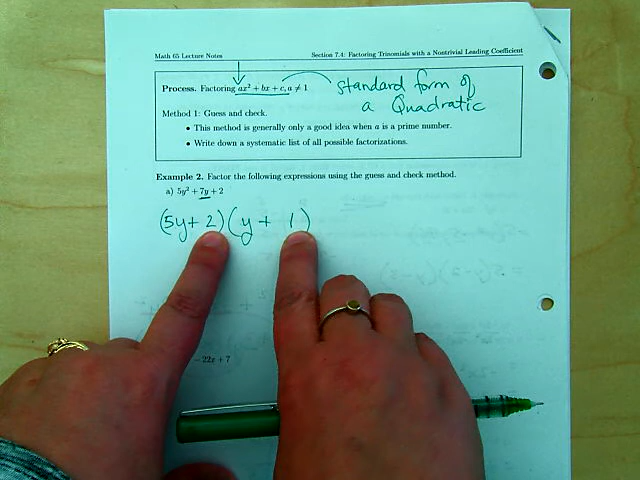 Math 65 Lecture Notes Section 7.4: Factoring Trinomials with a Nontrivial Leading Coefficient
Process. Factoring ax² + bx + c, a ≠ 1 standard form of
a Quadratic
Method 1: Guess and check.
• This method is generally only a good idea when a is a prime number.
• Write down a systematic list of all possible factorizations.
Example 2. Factor the following expressions using the guess and check method.
a) 5y² + 7y + 2
(5y + 2)(y + 1)
− 22x + 7